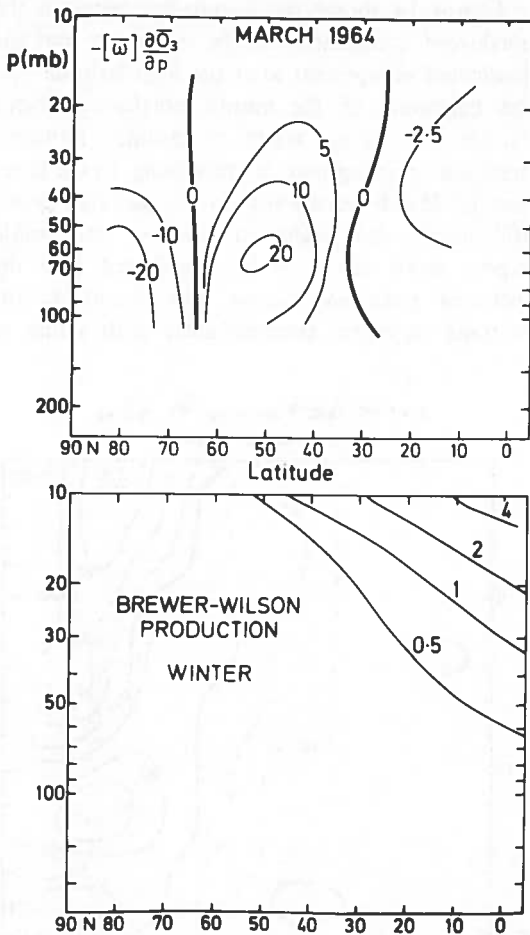 MARCH 1964
p(mb)
10
20
30
40
50
60
70
100
200
-[ω̄] ∂Ō₃/∂p
-20
-10
0
5
10
20
0
-2·5
90 N 80 70 60 50 40 30 20 10 0
Latitude
10
20
30
50
100
BREWER-WILSON
PRODUCTION
WINTER
4
2
1
0·5
90 N 80 70 60 50 40 30 20 10 0